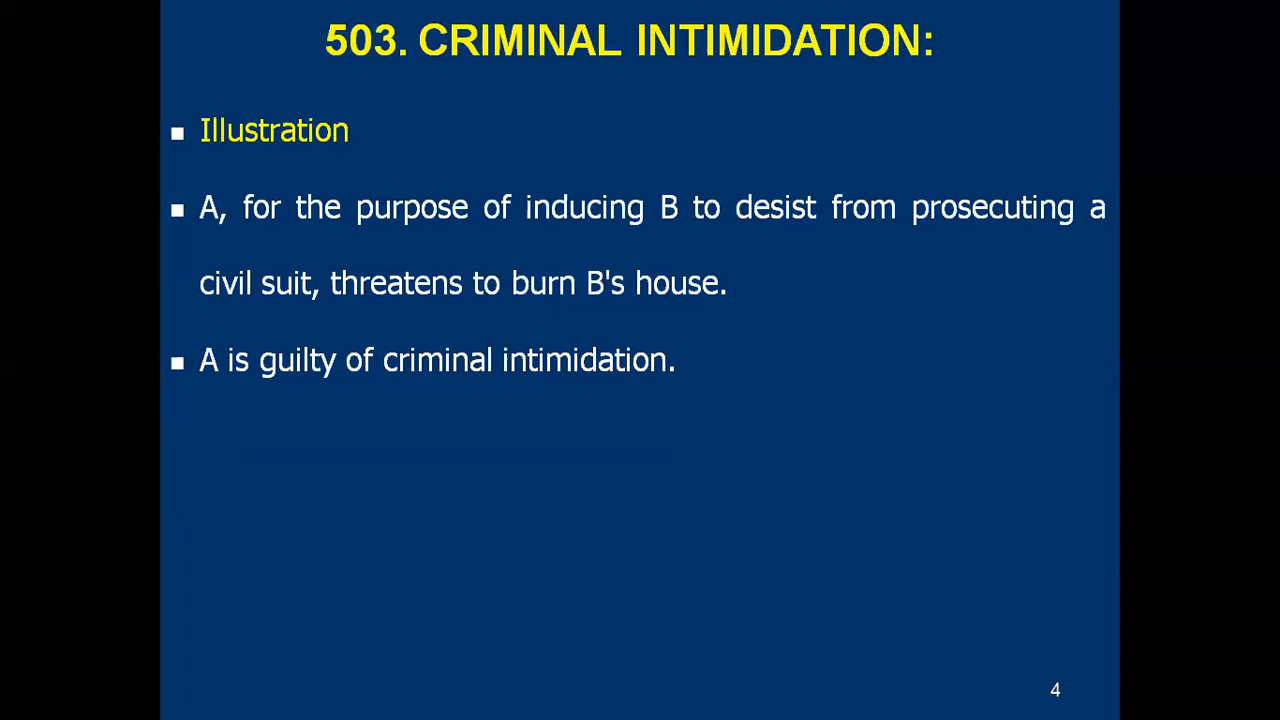 503. CRIMINAL INTIMIDATION:
Illustration
A, for the purpose of inducing B to desist from prosecuting a
civil suit, threatens to burn B's house.
A is guilty of criminal intimidation.
4